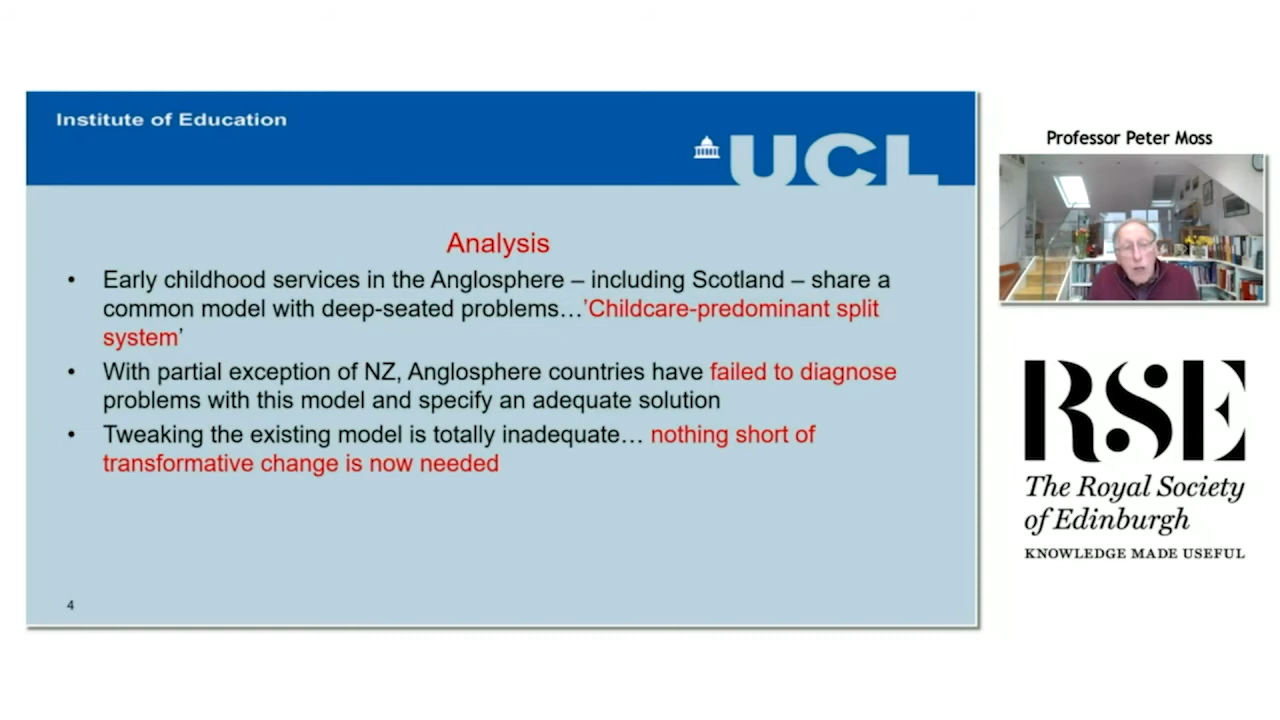 Institute of Education
UCL
Analysis
• Early childhood services in the Anglosphere – including Scotland – share a
common model with deep-seated problems…’Childcare-predominant split
system’
• With partial exception of NZ, Anglosphere countries have failed to diagnose
problems with this model and specify an adequate solution
• Tweaking the existing model is totally inadequate… nothing short of
transformative change is now needed
4
Professor Peter Moss
RSE
The Royal Society
of Edinburgh
KNOWLEDGE MADE USEFUL